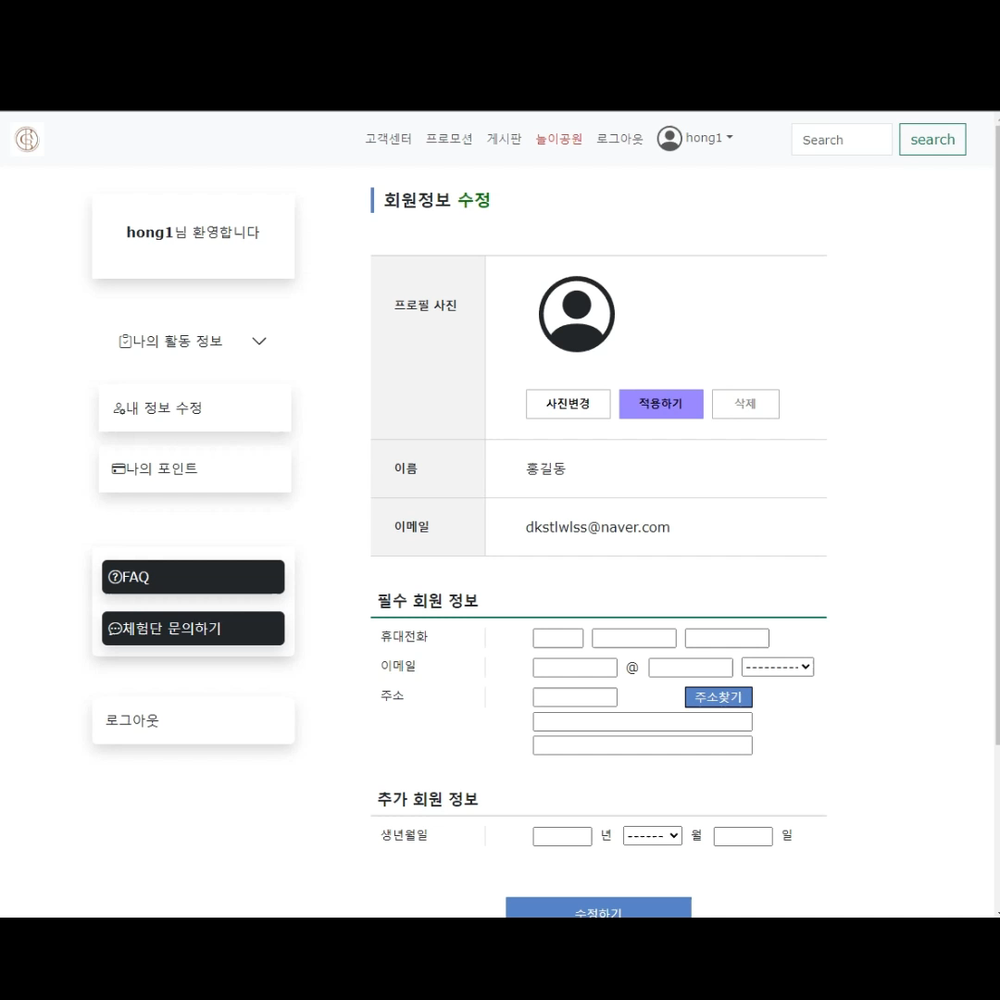 고객센터 프로모션 게시판 놀이공원 로그아웃 hong1 Search search
hong1님 환영합니다
나의 활동 정보
내 정보 수정
나의 포인트
FAQ
체험단 문의하기
로그아웃
회원정보 수정
프로필 사진
사진변경 적용하기 삭제
이름 홍길동
이메일 dkstlwlss@naver.com
필수 회원 정보
휴대전화
이메일 @ ---------
주소 주소찾기
추가 회원 정보
생년월일 년 ------ 월 일
수정하기